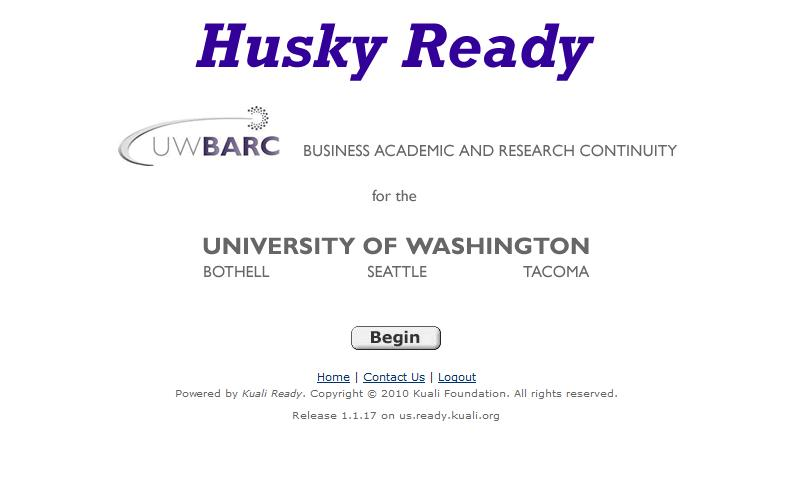 Husky Ready
UWBARC BUSINESS ACADEMIC AND RESEARCH CONTINUITY
for the
UNIVERSITY OF WASHINGTON
BOTHELL SEATTLE TACOMA
Begin
Home | Contact Us | Logout
Powered by Kuali Ready. Copyright © 2010 Kuali Foundation. All rights reserved.
Release 1.1.17 on us.ready.kuali.org